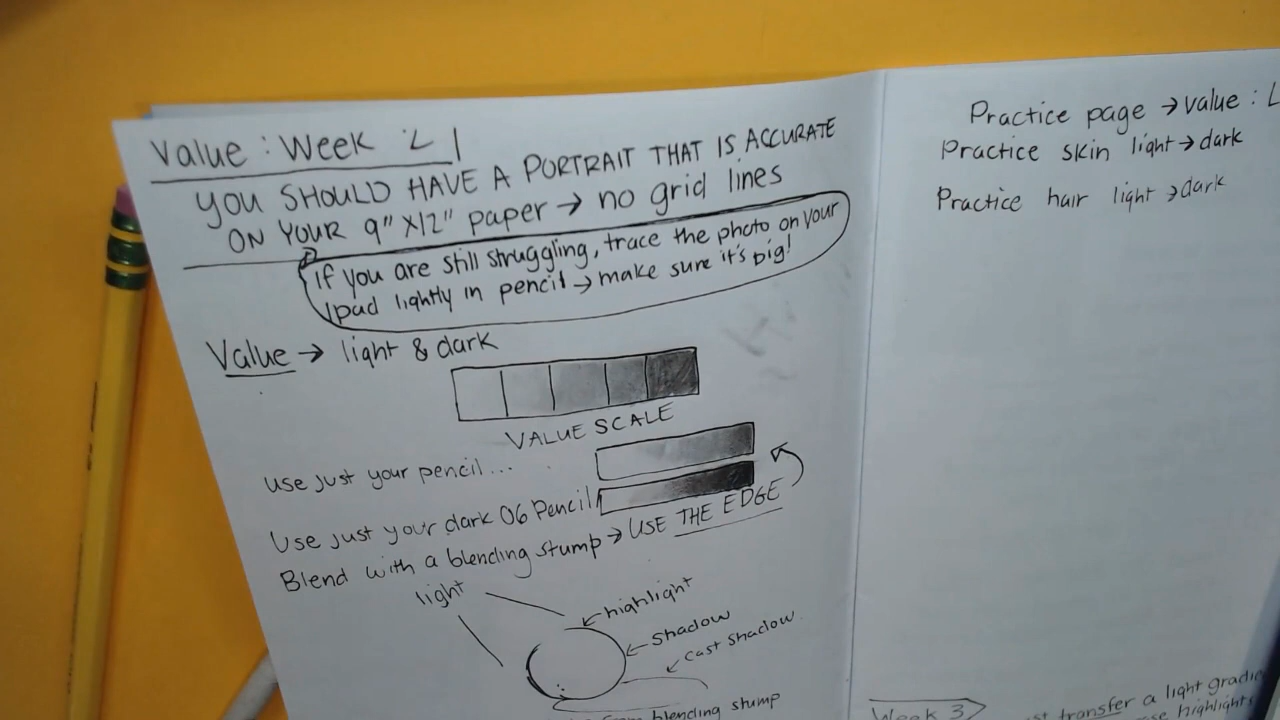 Value: Week 1
YOU SHOULD HAVE A PORTRAIT THAT IS ACCURATE
ON YOUR 9" X12" paper → no grid lines
If you are still struggling, trace the photo on your
Ipad lightly in pencil → make sure it's big!
Value → light & dark
VALUE SCALE
Use just your pencil...
Use just your dark 06 Pencil
Blend with a blending stump → USE THE EDGE
light
highlight
Shadow
cast shadow
blending stump
Practice page → value: L
Practice skin light → dark
Practice hair light → dark
Week 3
transfer a light
highlights